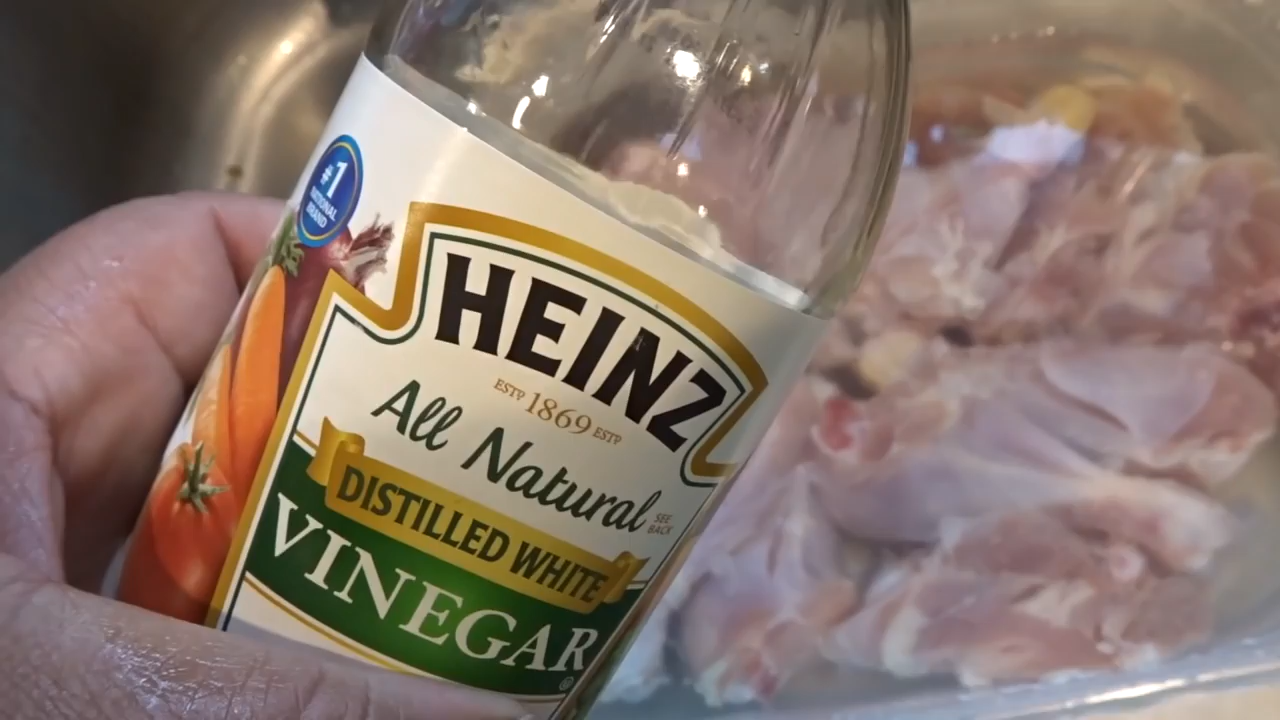 #1
NATIONAL
BRAND
HEINZ
ESTD 1869 ESTD
All Natural
SEE
BACK
DISTILLED WHITE
VINEGAR
®